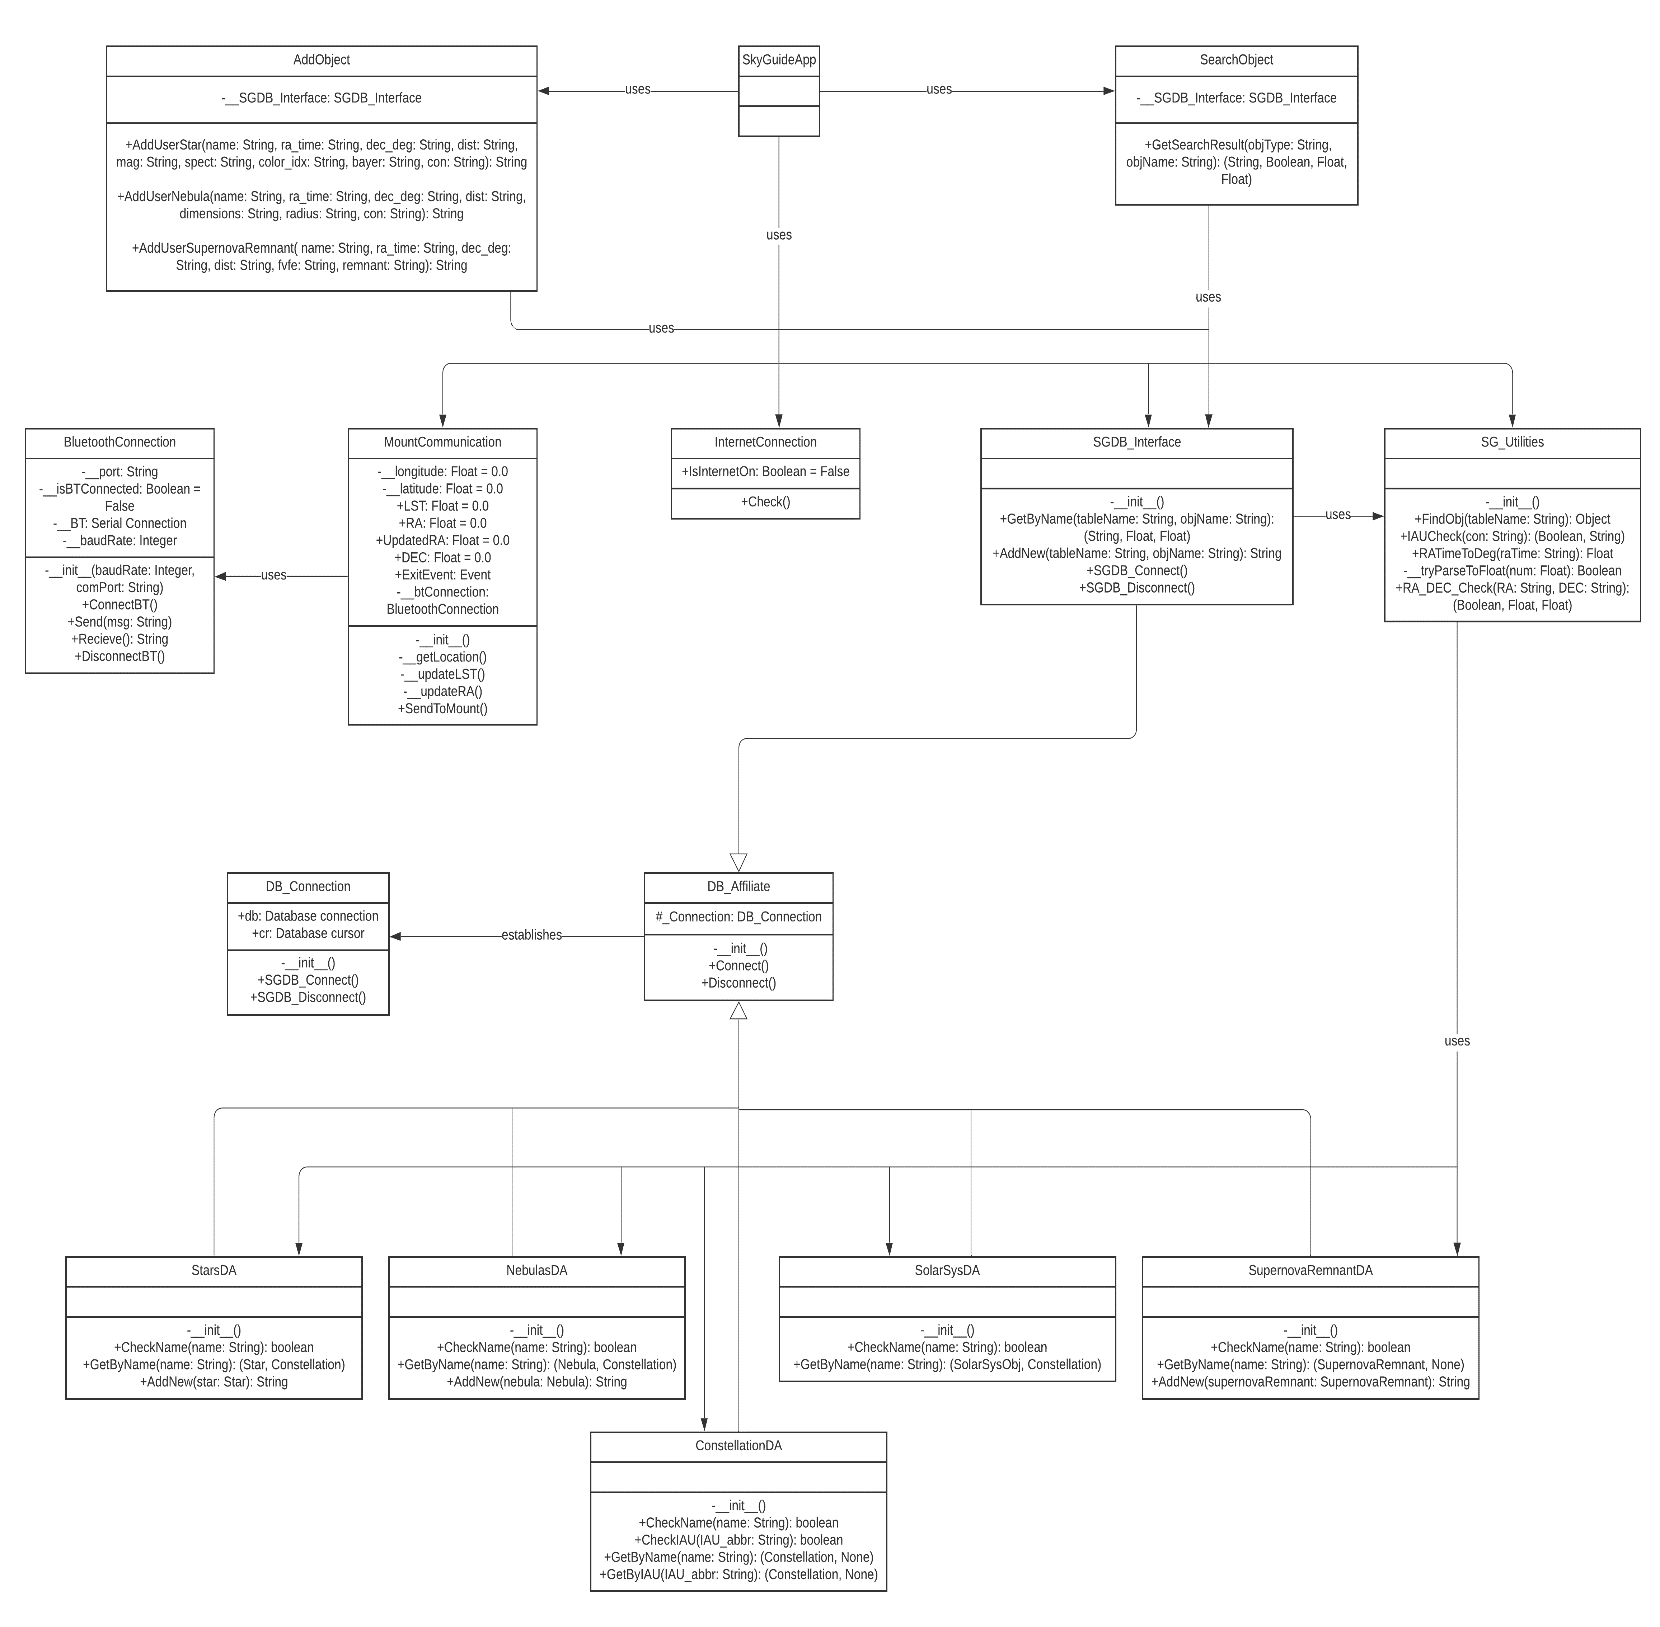 AddObject
-__SGDB_Interface: SGDB_Interface
+AddUserStar(name: String, ra_time: String, dec_deg: String, dist: String,
mag: String, spect: String, color_idx: String, bayer: String, con: String): String
+AddUserNebula(name: String, ra_time: String, dec_deg: String, dist: String,
dimensions: String, radius: String, con: String): String
+AddUserSupernovaRemnant( name: String, ra_time: String, dec_deg:
String, dist: String, fvfe: String, remnant: String): String
uses
SkyGuideApp
uses
SearchObject
-__SGDB_Interface: SGDB_Interface
+GetSearchResult(objType: String,
objName: String): (String, Boolean, Float,
Float)
uses
uses
uses
BluetoothConnection
-__port: String
-__isBTConnected: Boolean =
False
-__BT: Serial Connection
-__baudRate: Integer
-__init__(baudRate: Integer,
comPort: String)
+ConnectBT()
+Send(msg: String)
+Recieve(): String
+DisconnectBT()
uses
MountCommunication
-__longitude: Float = 0.0
-__latitude: Float = 0.0
+LST: Float = 0.0
+RA: Float = 0.0
+UpdatedRA: Float = 0.0
+DEC: Float = 0.0
+ExitEvent: Event
-__btConnection:
BluetoothConnection
-__init__()
-__getLocation()
-__updateLST()
-__updateRA()
+SendToMount()
InternetConnection
+IsInternetOn: Boolean = False
+Check()
SGDB_Interface
-__init__()
+GetByName(tableName: String, objName: String):
(String, Float, Float)
+AddNew(tableName: String, objName: String): String
+SGDB_Connect()
+SGDB_Disconnect()
uses
SG_Utilities
-__init__()
+FindObj(tableName: String): Object
+IAUCheck(con: String): (Boolean, String)
+RATimeToDeg(raTime: String): Float
-__tryParseToFloat(num: Float): Boolean
+RA_DEC_Check(RA: String, DEC: String):
(Boolean, Float, Float)
DB_Connection
+db: Database connection
+cr: Database cursor
-__init__()
+SGDB_Connect()
+SGDB_Disconnect()
establishes
DB_Affiliate
#_Connection: DB_Connection
-__init__()
+Connect()
+Disconnect()
uses
StarsDA
-__init__()
+CheckName(name: String): boolean
+GetByName(name: String): (Star, Constellation)
+AddNew(star: Star): String
NebulasDA
-__init__()
+CheckName(name: String): boolean
+GetByName(name: String): (Nebula, Constellation)
+AddNew(nebula: Nebula): String
SolarSysDA
-__init__()
+CheckName(name: String): boolean
+GetByName(name: String): (SolarSysObj, Constellation)
SupernovaRemnantDA
-__init__()
+CheckName(name: String): boolean
+GetByName(name: String): (SupernovaRemnant, None)
+AddNew(supernovaRemnant: SupernovaRemnant): String
ConstellationDA
-__init__()
+CheckName(name: String): boolean
+CheckIAU(IAU_abbr: String): boolean
+GetByName(name: String): (Constellation, None)
+GetByIAU(IAU_abbr: String): (Constellation, None)